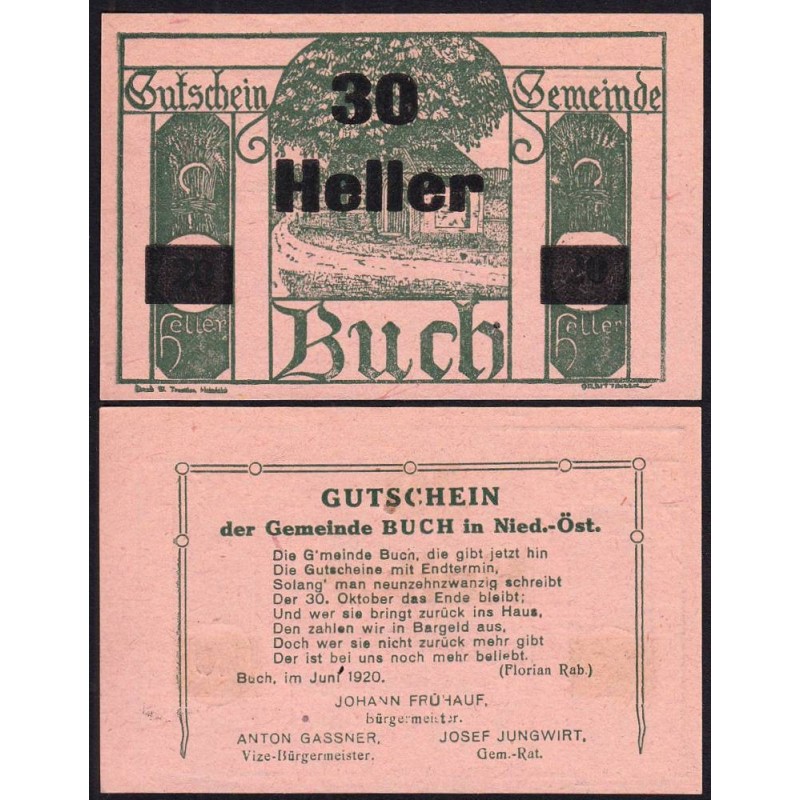 Gutschein
Gemeinde
30
Heller
20
20
Heller
Heller
Buch
GUTSCHEIN
der Gemeinde BUCH in Nied.-Öst.
Die G'meinde Buch, die gibt jetzt hin
Die Gutscheine mit Endtermin,
Solang' man neunzehnzwanzig schreibt
Der 30. Oktober das Ende bleibt;
Und wer sie bringt zurück ins Haus,
Den zahlen wir in Bargeld aus,
Doch wer sie nicht zurück mehr gibt
Der ist bei uns noch mehr beliebt.
(Florian Rab.)
Buch, im Juni 1920.
JOHANN FRÜHAUF,
bürgermeister.
ANTON GASSNER,
JOSEF JUNGWIRT,
Vize-Bürgermeister.
Gem.-Rat.